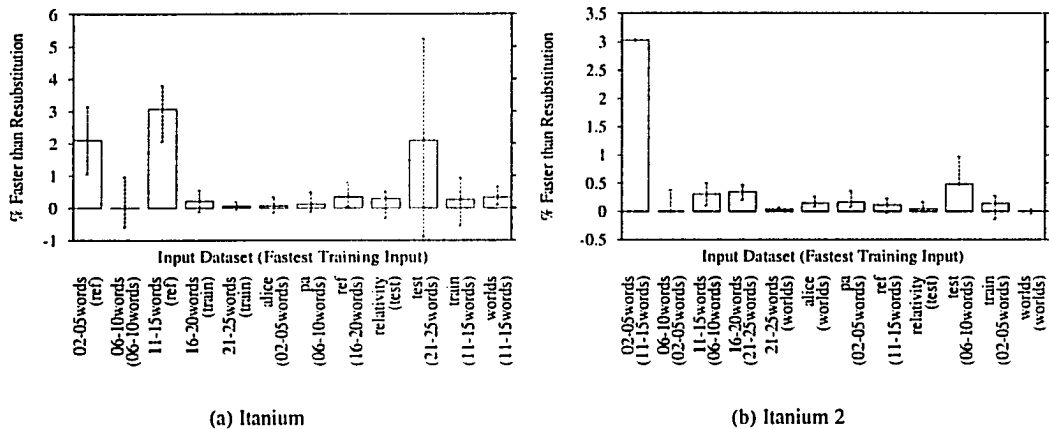 % Faster than Resubstitution
6
5
4
3
2
1
0
-1
Input Dataset (Fastest Training Input)
02-05words
(ref)
06-10words
(06-10words)
11-15words
(ref)
16-20words
(train)
21-25words
(train)
alice
(02-05words)
pa
(06-10words)
ref
(16-20words)
relativity
(test)
test
(21-25words)
train
(11-15words)
worlds
(11-15words)
(a) Itanium
% Faster than Resubstitution
3.5
3
2.5
2
1.5
1
0.5
0
-0.5
Input Dataset (Fastest Training Input)
02-05words
(11-15words)
06-10words
(02-05words)
11-15words
(06-10words)
16-20words
(21-25words)
21-25words
(worlds)
alice
(worlds)
pa
(02-05words)
ref
(11-15words)
relativity
(test)
test
(06-10words)
train
(02-05words)
worlds
(worlds)
(b) Itanium 2